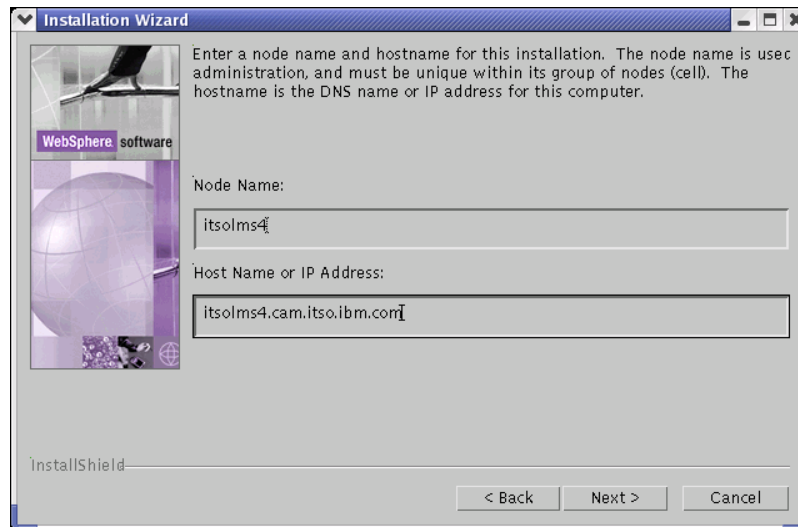 Installation Wizard
Enter a node name and hostname for this installation. The node name is used
administration, and must be unique within its group of nodes (cell). The
hostname is the DNS name or IP address for this computer.
WebSphere software
Node Name:
itsolms4
Host Name or IP Address:
itsolms4.cam.itso.ibm.com
InstallShield
< Back Next > Cancel